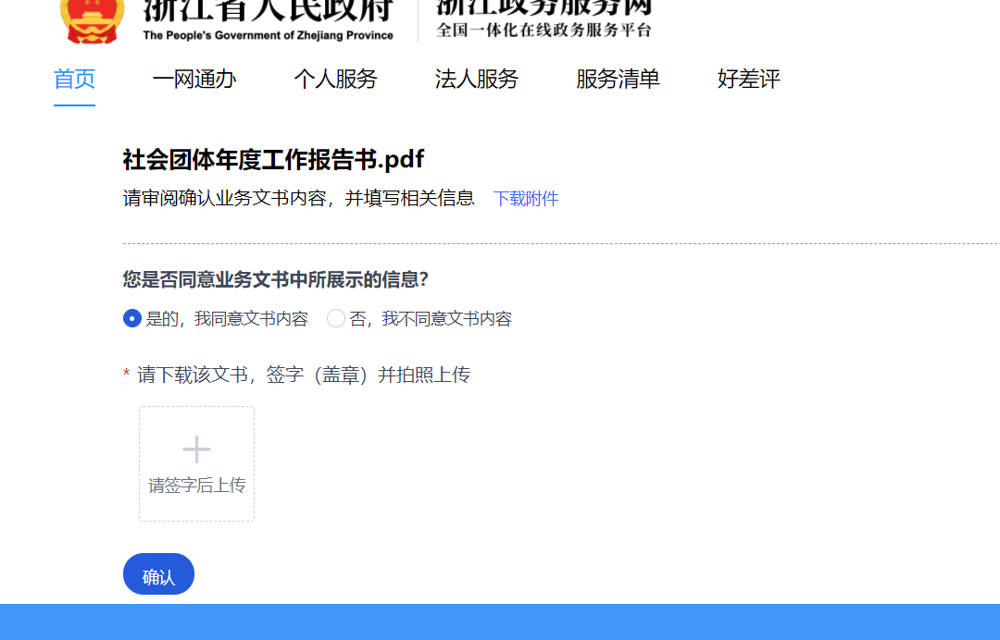 浙江省人民政府
浙江政务服务网
The People's Government of Zhejiang Province
全国一体化在线政务服务平台
首页 一网通办 个人服务 法人服务 服务清单 好差评
社会团体年度工作报告书.pdf
请审阅确认业务文书内容，并填写相关信息 下载附件
您是否同意业务文书中所展示的信息？
是的，我同意文书内容 否，我不同意文书内容
* 请下载该文书，签字（盖章）并拍照上传
请签字后上传
确认